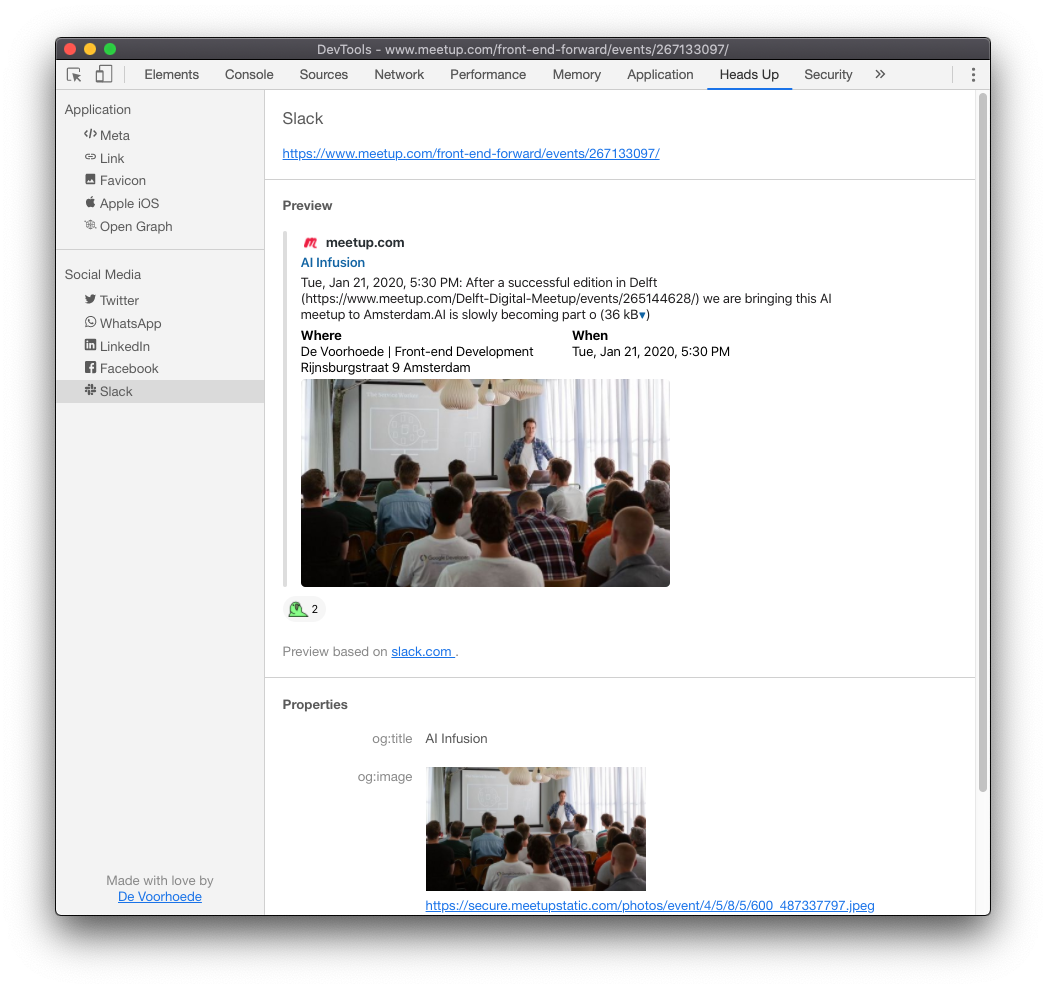 DevTools - www.meetup.com/front-end-forward/events/267133097/
Elements Console Sources Network Performance Memory Application Heads Up Security »
Application
Meta
Link
Favicon
Apple iOS
Open Graph
Social Media
Twitter
WhatsApp
LinkedIn
Facebook
Slack
Made with love by
De Voorhoede
Slack
https://www.meetup.com/front-end-forward/events/267133097/
Preview
meetup.com
AI Infusion
Tue, Jan 21, 2020, 5:30 PM: After a successful edition in Delft
(https://www.meetup.com/Delft-Digital-Meetup/events/265144628/) we are bringing this AI
meetup to Amsterdam.AI is slowly becoming part o (36 kB▾)
Where
De Voorhoede | Front-end Development
Rijnsburgstraat 9 Amsterdam
When
Tue, Jan 21, 2020, 5:30 PM
Google Developer
2
Preview based on slack.com .
Properties
og:title AI Infusion
og:image
https://secure.meetupstatic.com/photos/event/4/5/8/5/600_487337797.jpeg